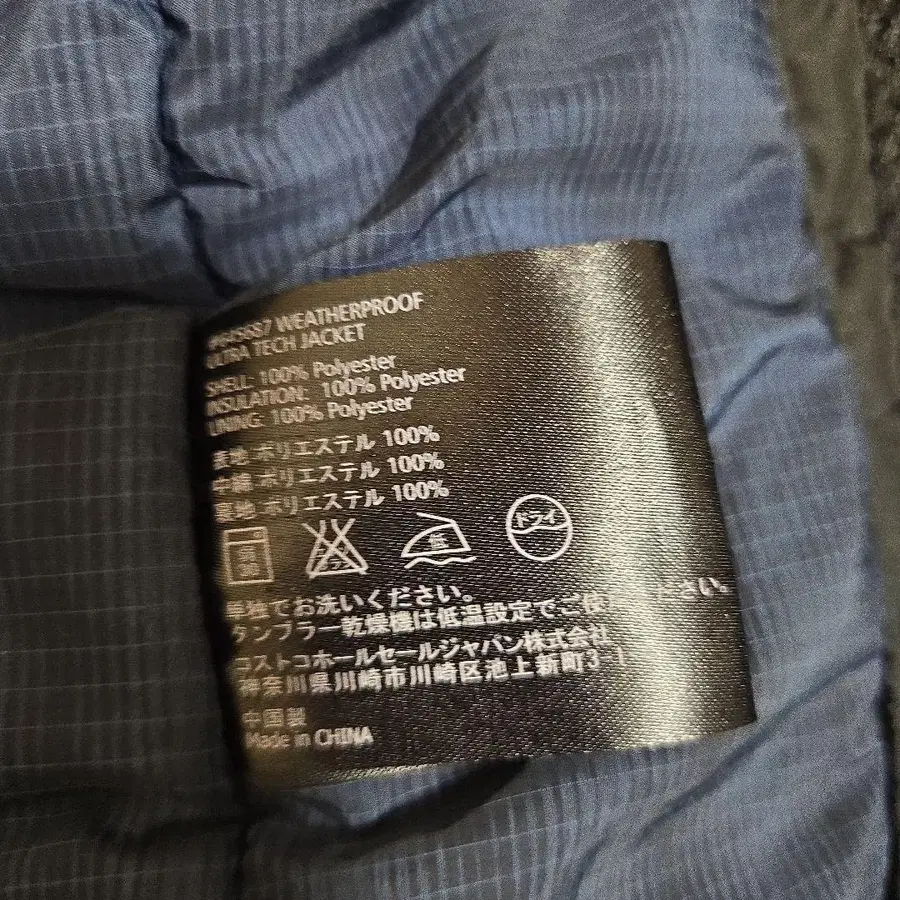 WEATHERPROOF
ULTRA TECH JACKET
SHELL: 100% Polyester
INSULATION: 100% Polyester
LINING: 100% Polyester
表地 ポリエステル 100%
中綿 ポリエステル 100%
裏地 ポリエステル 100%
低 ドライ
単独でお洗いください。
タンブラー乾燥機は低温設定でご使用ください。
コストコホールセールジャパン株式会社
神奈川県川崎市川崎区池上新町3-1
中国製
Made in CHINA